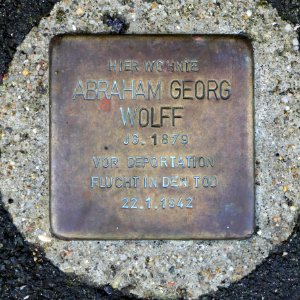 HIER WOHNTE
ABRAHAM GEORG
WOLFF
JG. 1879
VOR DEPORTATION
FLUCHT IN DEN TOD
22.1.1942